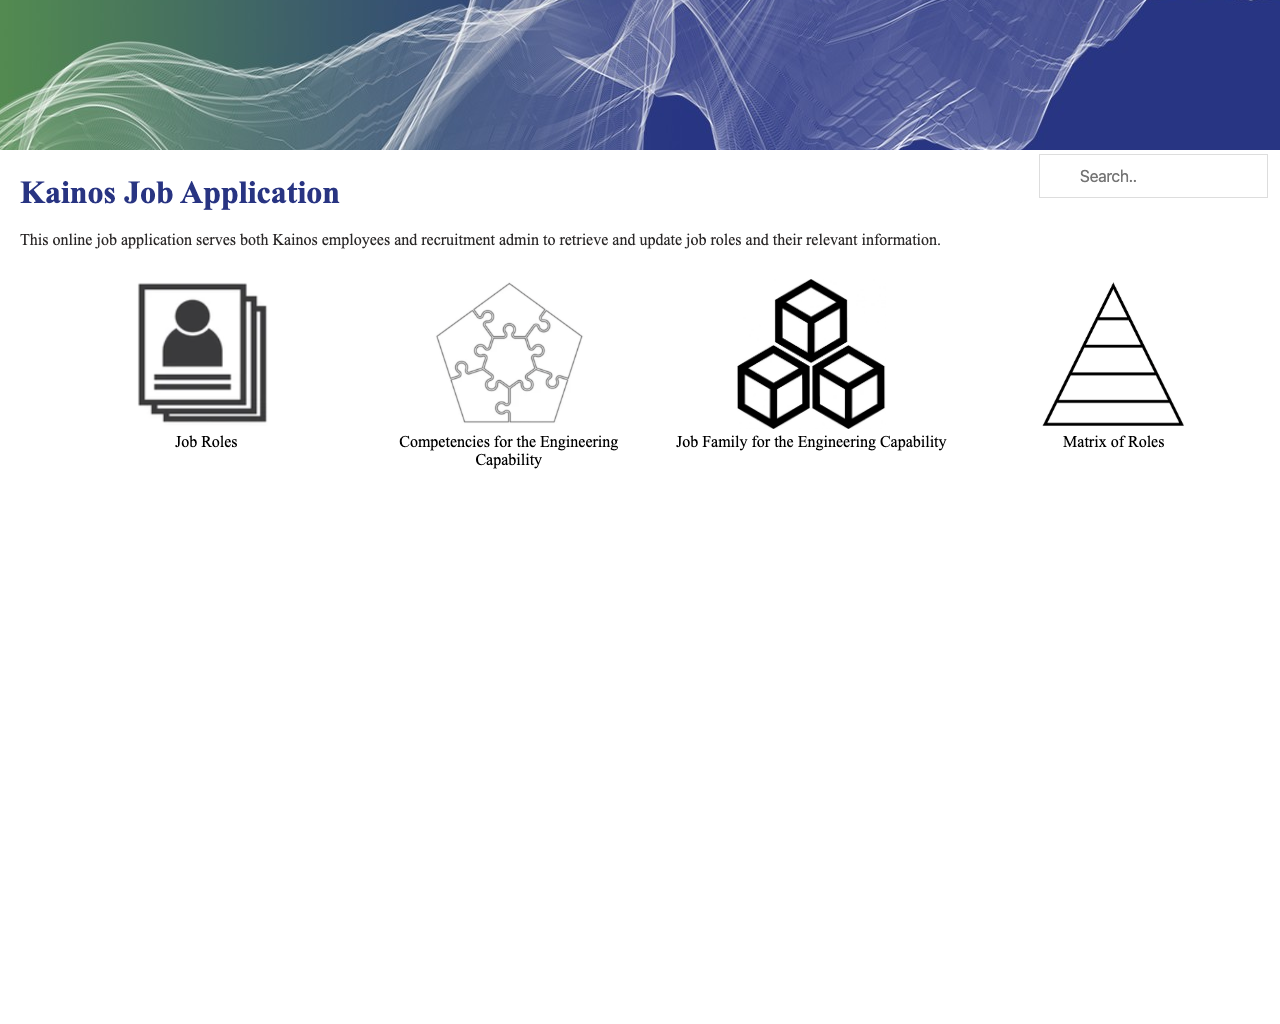 Search..
Kainos Job Application
This online job application serves both Kainos employees and recruitment admin to retrieve and update job roles and their relevant information.
Job Roles
Competencies for the Engineering
Capability
Job Family for the Engineering Capability
Matrix of Roles